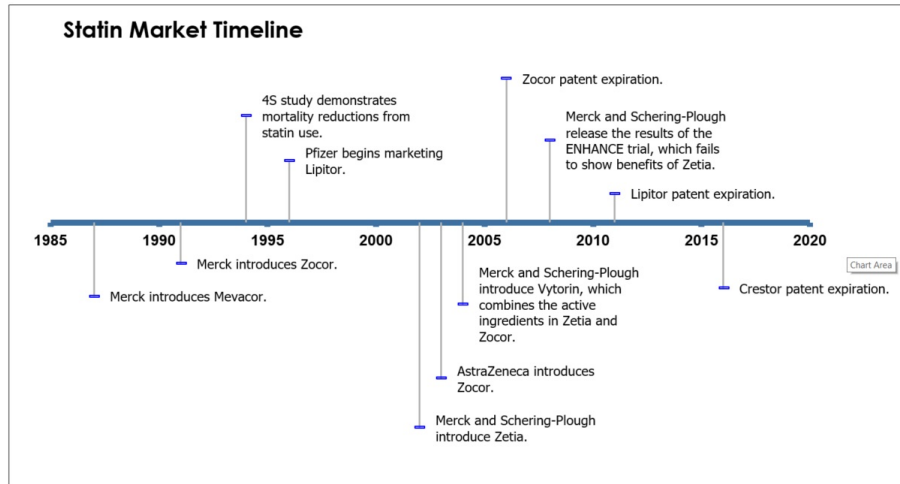 Statin Market Timeline
Zocor patent expiration.
4S study demonstrates
mortality reductions from
statin use.
Merck and Schering-Plough
release the results of the
ENHANCE trial, which fails
to show benefits of Zetia.
Pfizer begins marketing
Lipitor.
Lipitor patent expiration.
1985 1990 1995 2000 2005 2010 2015 2020
Merck introduces Zocor.
Chart Area
Merck and Schering-Plough
introduce Vytorin, which
combines the active
ingredients in Zetia and
Zocor.
Crestor patent expiration.
Merck introduces Mevacor.
AstraZeneca introduces
Zocor.
Merck and Schering-Plough
introduce Zetia.